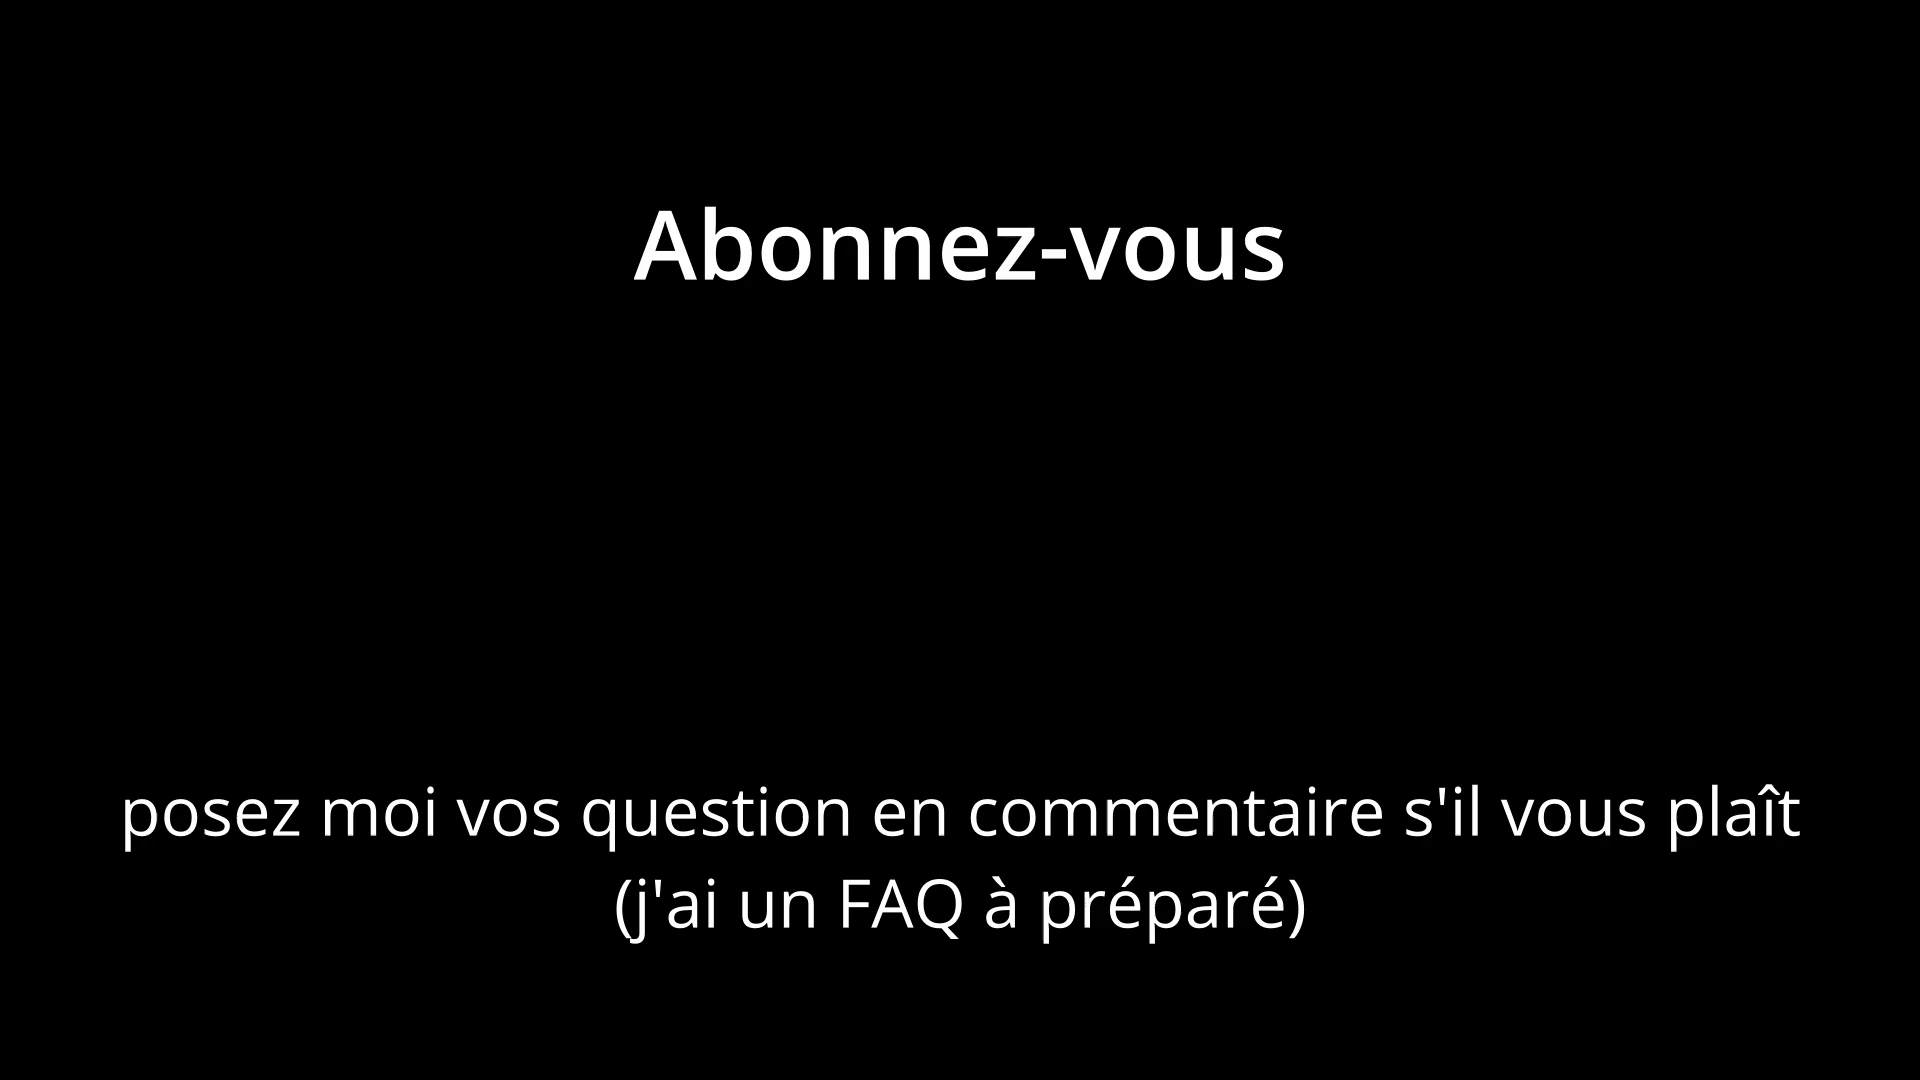 Abonnez-vous
posez moi vos question en commentaire s'il vous plaît
(j'ai un FAQ à préparé)